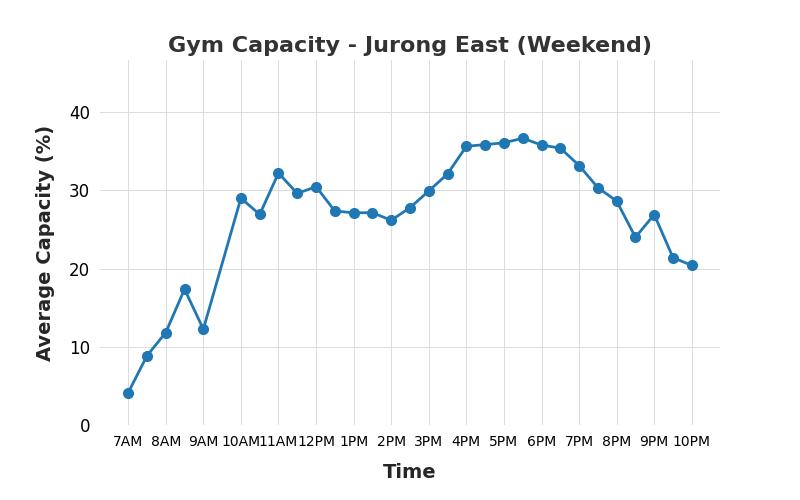 Gym Capacity - Jurong East (Weekend)
Average Capacity (%)
40
30
20
10
0
7AM 8AM 9AM 10AM 11AM 12PM 1PM 2PM 3PM 4PM 5PM 6PM 7PM 8PM 9PM 10PM
Time